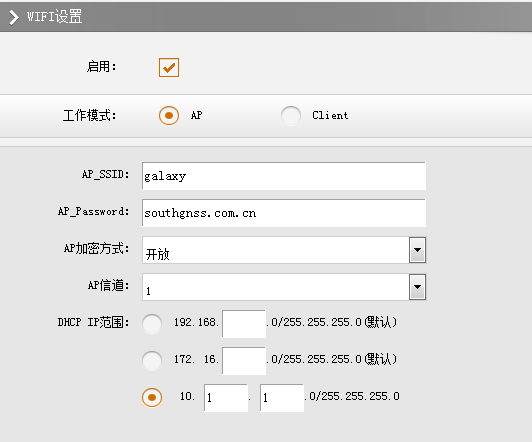 WIFI设置
启用：
工作模式： AP Client
AP_SSID: galaxy
AP_Password: southgnss.com.cn
AP加密方式: 开放
AP信道: 1
DHCP IP范围: 192.168. .0/255.255.255.0(默认)
172. 16. .0/255.255.255.0(默认)
10. 1. 1.0/255.255.255.0